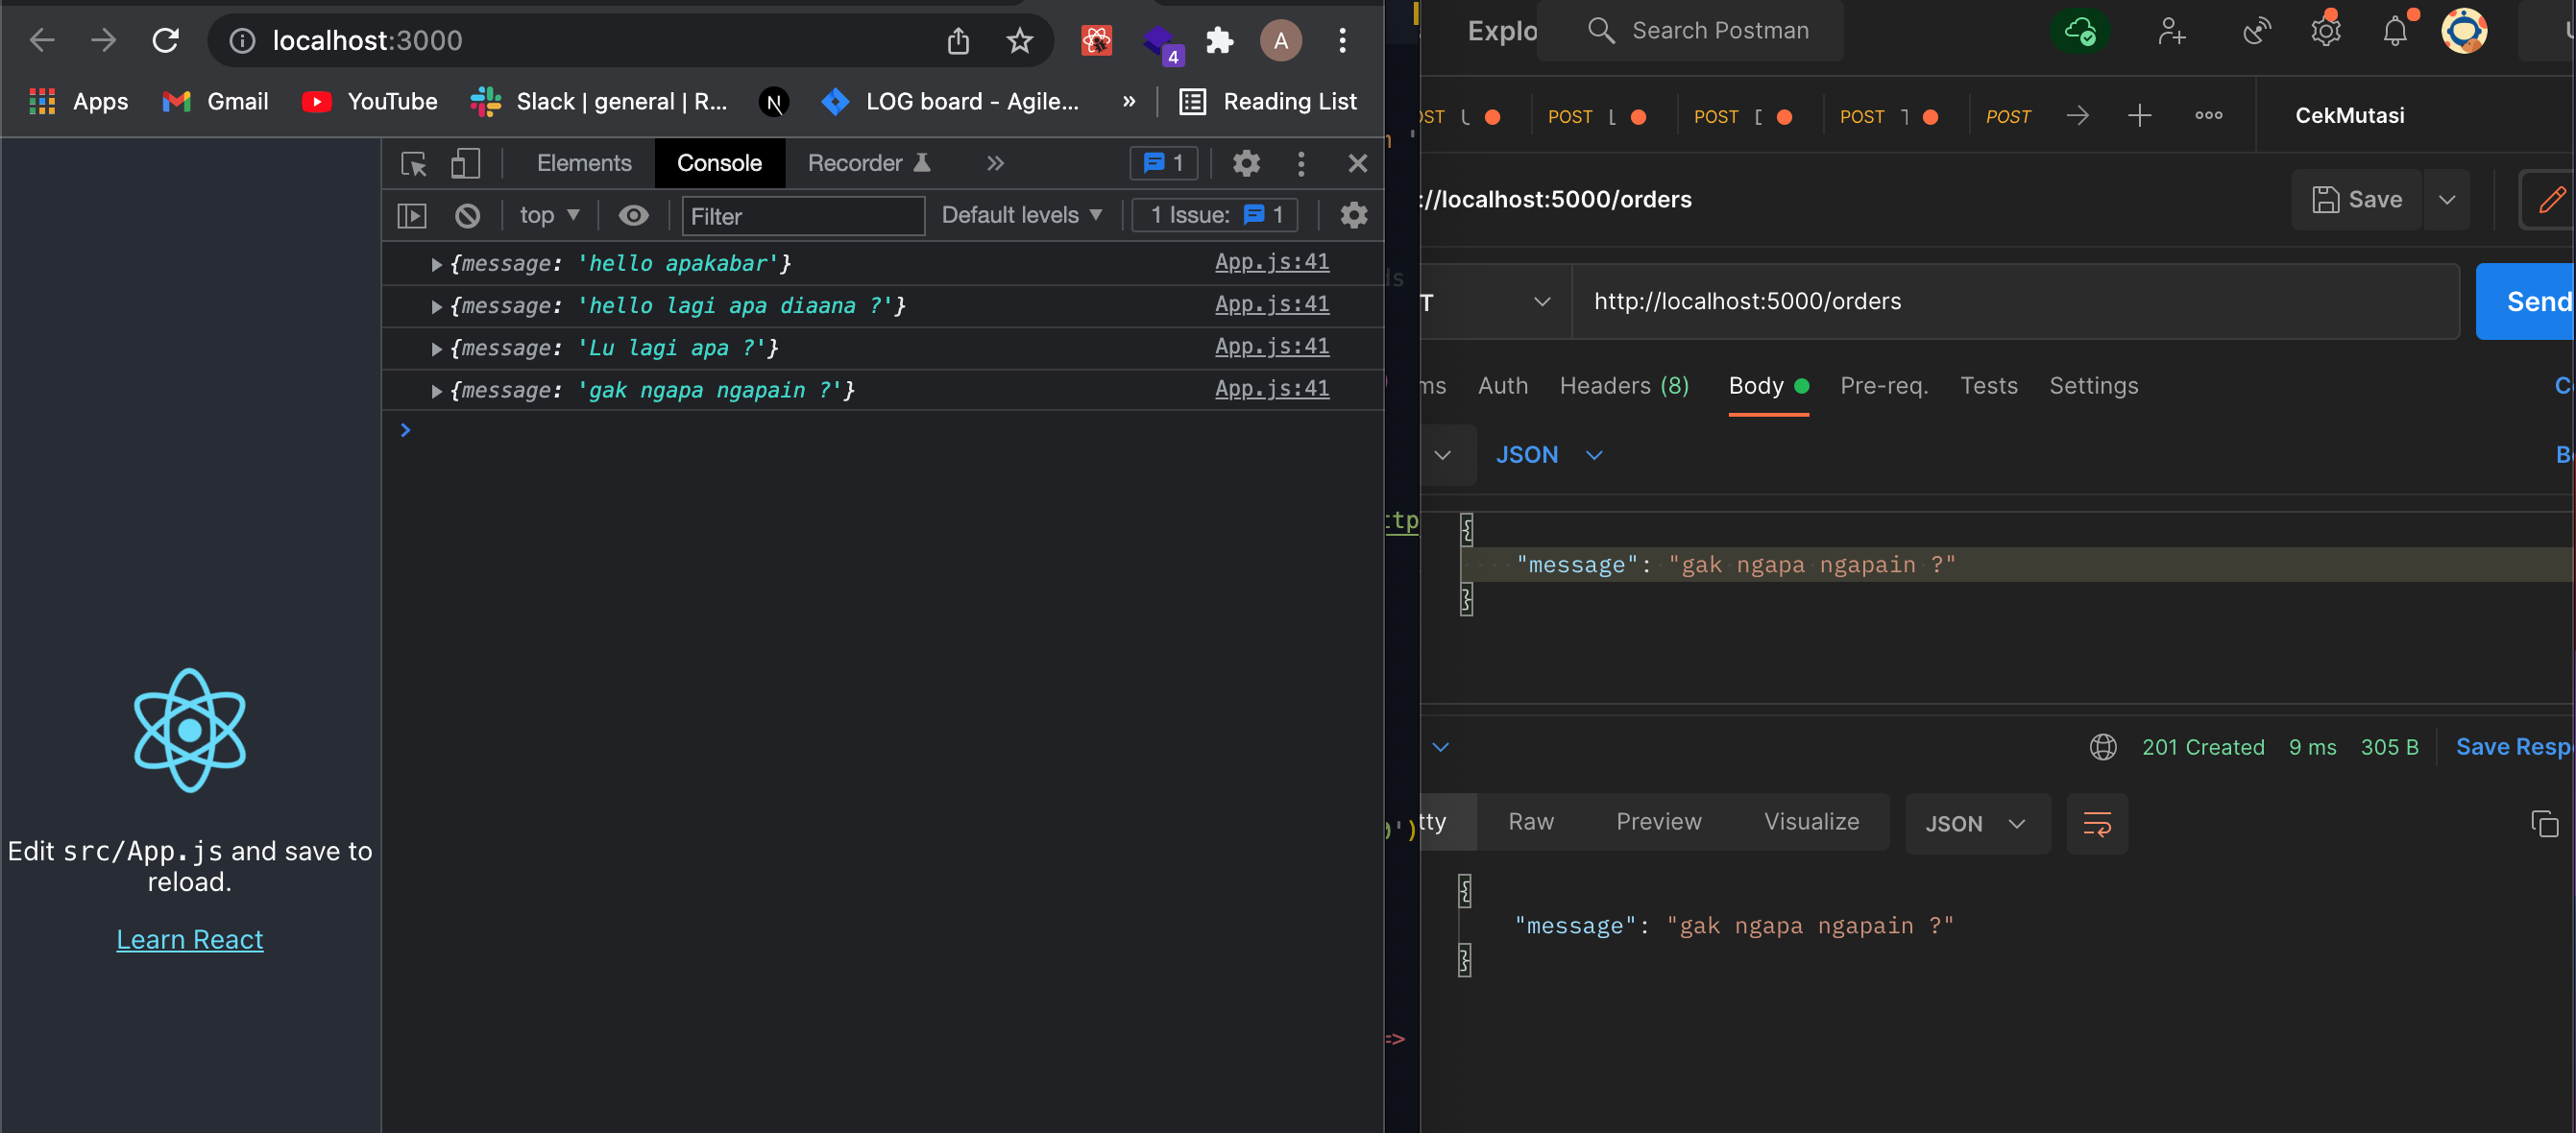 localhost:3000
A
4
Apps
Gmail
YouTube
Slack | general | R...
N
LOG board - Agile...
»
Reading List
Elements
Console
Recorder
»
1
top
Filter
Default levels
1 Issue:
1
{message: 'hello apakabar'}
App.js:41
{message: 'hello lagi apa diaana ?'}
App.js:41
{message: 'Lu lagi apa ?'}
App.js:41
{message: 'gak ngapa ngapain ?'}
App.js:41
>
Edit src/App.js and save to
reload.
Learn React
ttp
')
=>
Explo
Search Postman
OST
POST
POST
POST
POST
CekMutasi
://localhost:5000/orders
Save
T
http://localhost:5000/orders
Send
ms
Auth
Headers (8)
Body
Pre-req.
Tests
Settings
C
JSON
B
{
"message": "gak ngapa ngapain ?"
}
201 Created
9 ms
305 B
Save Resp
tty
Raw
Preview
Visualize
JSON
{
"message": "gak ngapa ngapain ?"
}